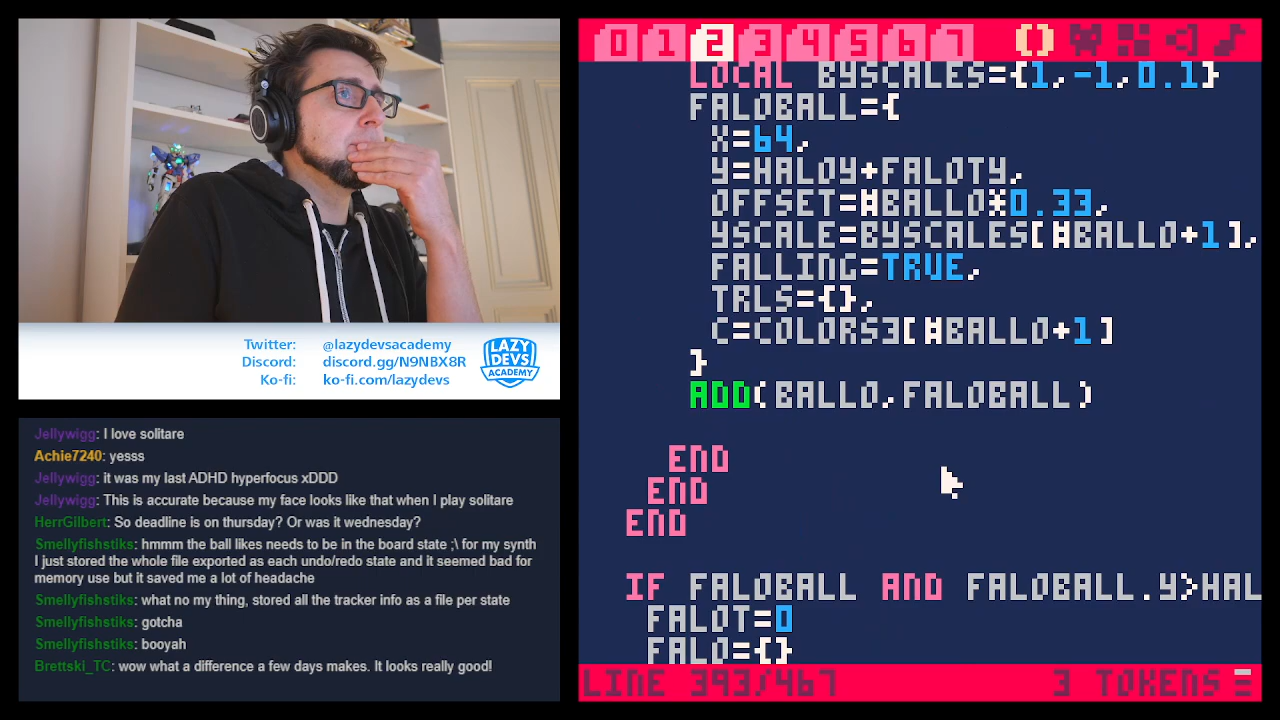 Twitter: @lazydevsacademy
Discord: discord.gg/N9NBX8R
Ko-fi: ko-fi.com/lazydevs
LAZY
DEVS
ACADEMY
Jellywigg: I love solitare
Achie7240: yesss
Jellywigg: it was my last ADHD hyperfocus xDDD
Jellywigg: This is accurate because my face looks like that when I play solitare
HerrGilbert: So deadline is on thursday? Or was it wednesday?
Smellyfishstiks: hmmm the ball likes needs to be in the board state ;\ for my synth
I just stored the whole file exported as each undo/redo state and it seemed bad for
memory use but it saved me a lot of headache
Smellyfishstiks: what no my thing, stored all the tracker info as a file per state
Smellyfishstiks: gotcha
Smellyfishstiks: booyah
Brettski_TC: wow what a difference a few days makes. It looks really good!
0 1 2 3 4 5 6 7 ()
LOCAL BYSCALES={1,-1,0.1}
FALOBALL={
X=64,
Y=HALOY+FALOTY,
OFFSET=#BALLO*0.33,
YSCALE=BYSCALES[#BALLO+1],
FALLING=TRUE,
TRLS={},
C=COLORS3[#BALLO+1]
}
ADD(BALLO,FALOBALL)
END
END
END
IF FALOBALL AND FALOBALL.Y>HAL
FALOT=0
FALO={}
LINE 393/467 3 TOKENS